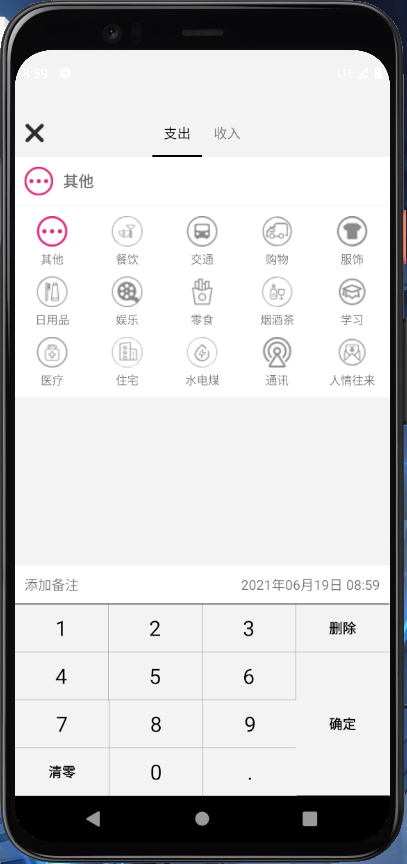 8:59 LTE
支出 收入
其他
其他 餐饮 交通 购物 服饰
日用品 娱乐 零食 烟酒茶 学习
医疗 住宅 水电煤 通讯 人情往来
添加备注 2021年06月19日 08:59
1 2 3 删除
4 5 6
7 8 9 确定
清零 0 .